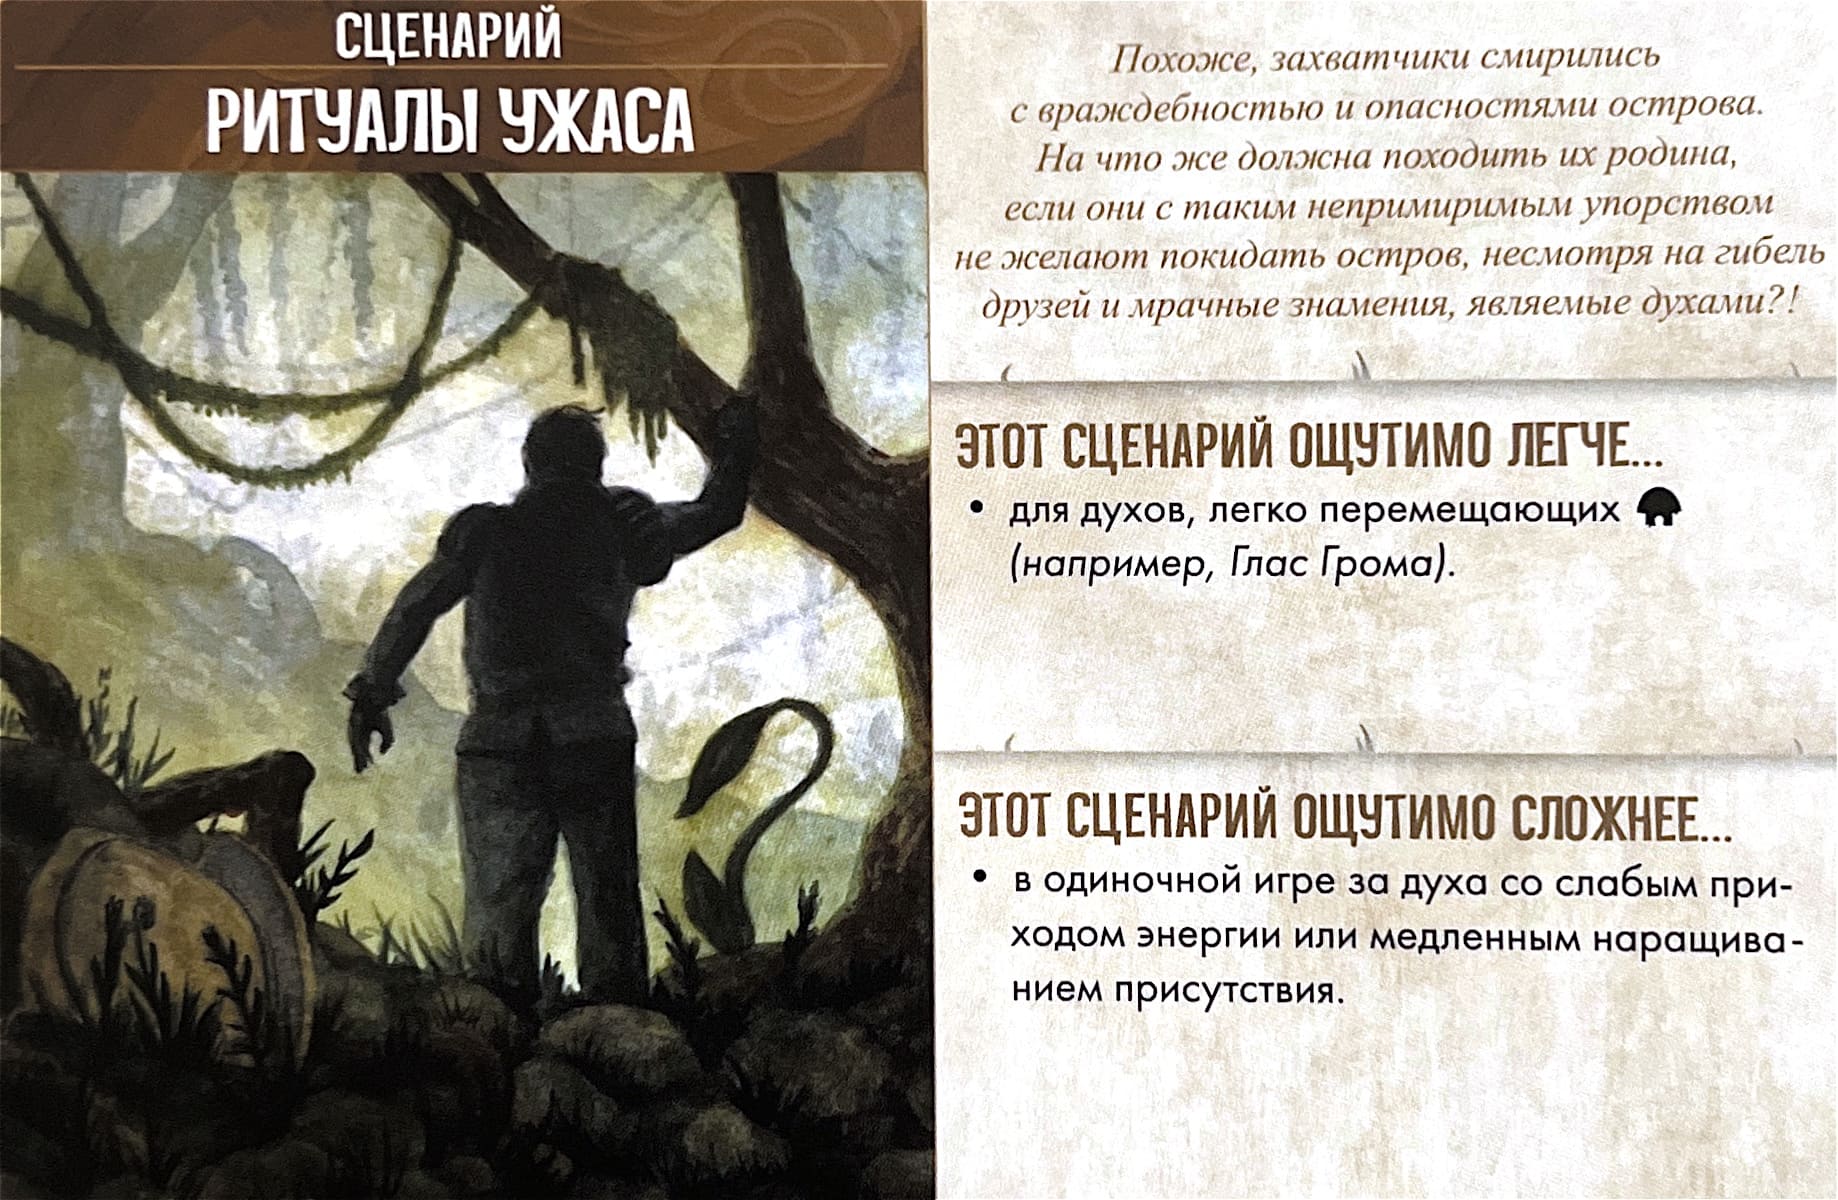 СЦЕНАРИЙ
РИТУАЛЫ УЖАСА
Похоже, захватчики смирились
с враждебностью и опасностями острова.
На что же должна походить их родина,
если они с таким непримиримым упорством
не желают покидать остров, несмотря на гибель
друзей и мрачные знамения, являемые духами?!
ЭТОТ СЦЕНАРИЙ ОЩУТИМО ЛЕГЧЕ...
• для духов, легко перемещающих
(например, Глас Грома).
ЭТОТ СЦЕНАРИЙ ОЩУТИМО СЛОЖНЕЕ...
• в одиночной игре за духа со слабым при-
ходом энергии или медленным наращива-
нием присутствия.